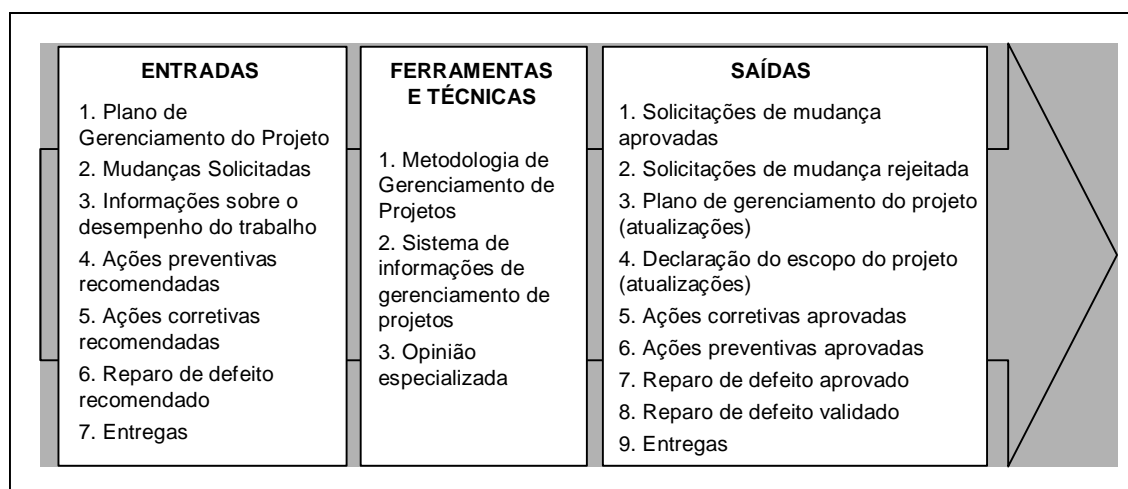 ENTRADAS
1. Plano de
Gerenciamento do Projeto
2. Mudanças Solicitadas
3. Informações sobre o
desempenho do trabalho
4. Ações preventivas
recomendadas
5. Ações corretivas
recomendadas
6. Reparo de defeito
recomendado
7. Entregas
FERRAMENTAS
E TÉCNICAS
1. Metodologia de
Gerenciamento de
Projetos
2. Sistema de
informações de
gerenciamento de
projetos
3. Opinião
especializada
SAÍDAS
1. Solicitações de mudança
aprovadas
2. Solicitações de mudança rejeitada
3. Plano de gerenciamento do projeto
(atualizações)
4. Declaração do escopo do projeto
(atualizações)
5. Ações corretivas aprovadas
6. Ações preventivas aprovadas
7. Reparo de defeito aprovado
8. Reparo de defeito validado
9. Entregas